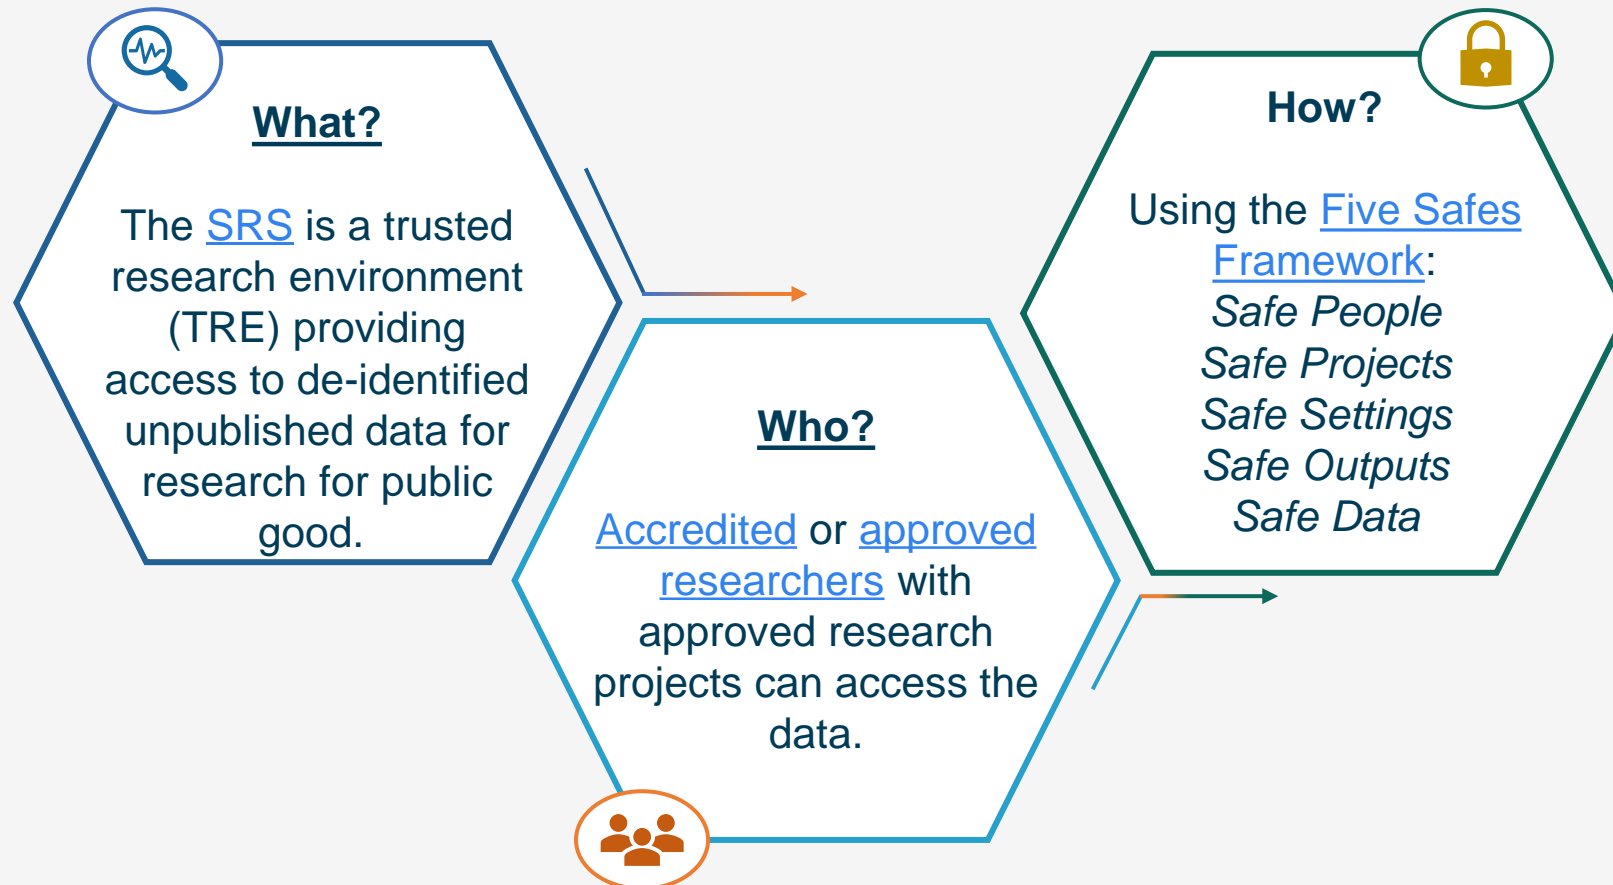 What?
The SRS is a trusted
research environment
(TRE) providing
access to de-identified
unpublished data for
research for public
good.
Who?
Accredited or approved
researchers with
approved research
projects can access the
data.
How?
Using the Five Safes
Framework:
Safe People
Safe Projects
Safe Settings
Safe Outputs
Safe Data